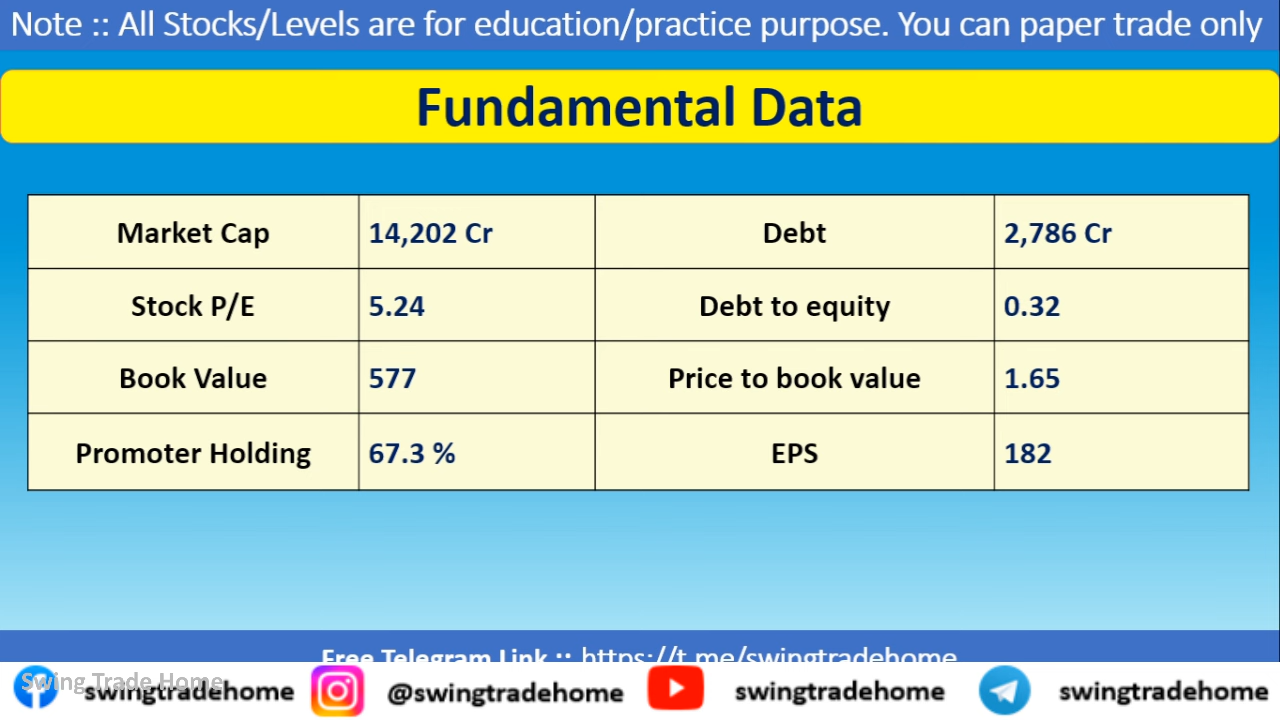 Note :: All Stocks/Levels are for education/practice purpose. You can paper trade only
Fundamental Data
Market Cap 14,202 Cr Debt 2,786 Cr
Stock P/E 5.24 Debt to equity 0.32
Book Value 577 Price to book value 1.65
Promoter Holding 67.3 % EPS 182
Free Telegram Link :: https://t.me/swingtradehome
Swing Trade Home
swingtradehome @swingtradehome swingtradehome swingtradehome